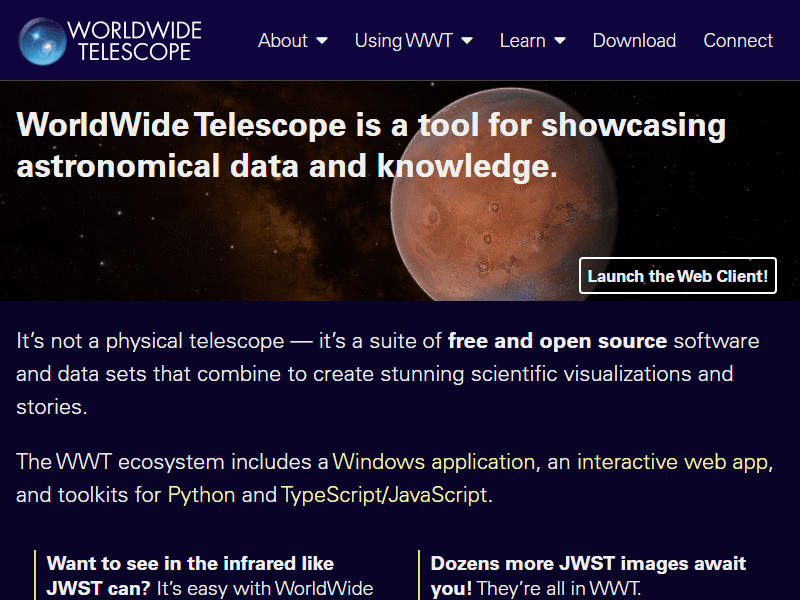 WORLDWIDE
TELESCOPE
About
Using WWT
Learn
Download
Connect
WorldWide Telescope is a tool for showcasing
astronomical data and knowledge.
Launch the Web Client!
It’s not a physical telescope — it’s a suite of free and open source software
and data sets that combine to create stunning scientific visualizations and
stories.
The WWT ecosystem includes a Windows application, an interactive web app,
and toolkits for Python and TypeScript/JavaScript.
Want to see in the infrared like
JWST can? It’s easy with WorldWide
Dozens more JWST images await
you! They’re all in WWT.